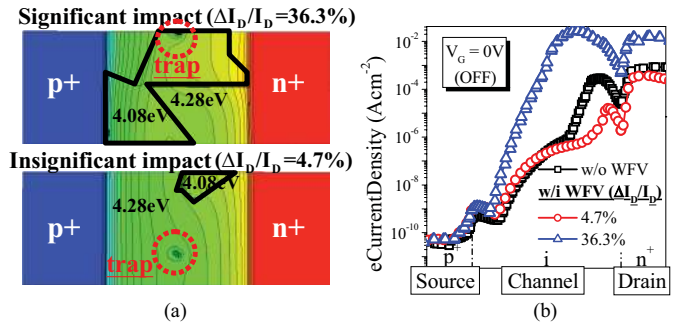 Significant impact (ΔI_D/I_D=36.3%)
p+
trap
4.08eV
4.28eV
n+
Insignificant impact (ΔI_D/I_D=4.7%)
p+
4.28eV
4.08eV
trap
n+
(a)
eCurrentDensity (Acm⁻²)
10⁻²
10⁻⁴
10⁻⁶
10⁻⁸
10⁻¹⁰
V_G = 0V
(OFF)
w/o WFV
w/i WFV (ΔI_D/I_D)
4.7%
36.3%
p⁺
i
n⁺
Source
Channel
Drain
(b)